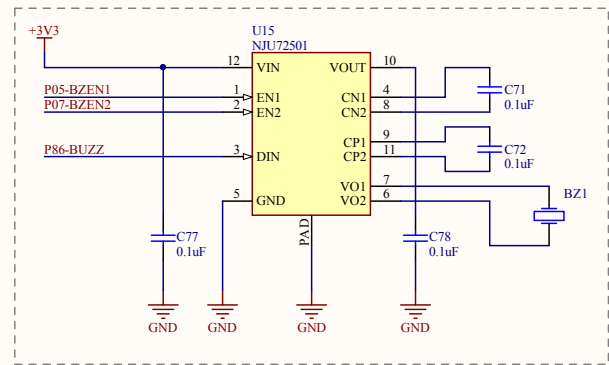 +3V3
U15
NJU72501
12 VIN VOUT 10
P05-BZEN1 1 EN1 CN1 4
P07-BZEN2 2 EN2 CN2 8
C71
0.1uF
CP1 9
P86-BUZZ 3 DIN CP2 11
C72
0.1uF
VO1 7
5 GND VO2 6
BZ1
PAD
C77
0.1uF
C78
0.1uF
GND GND GND GND